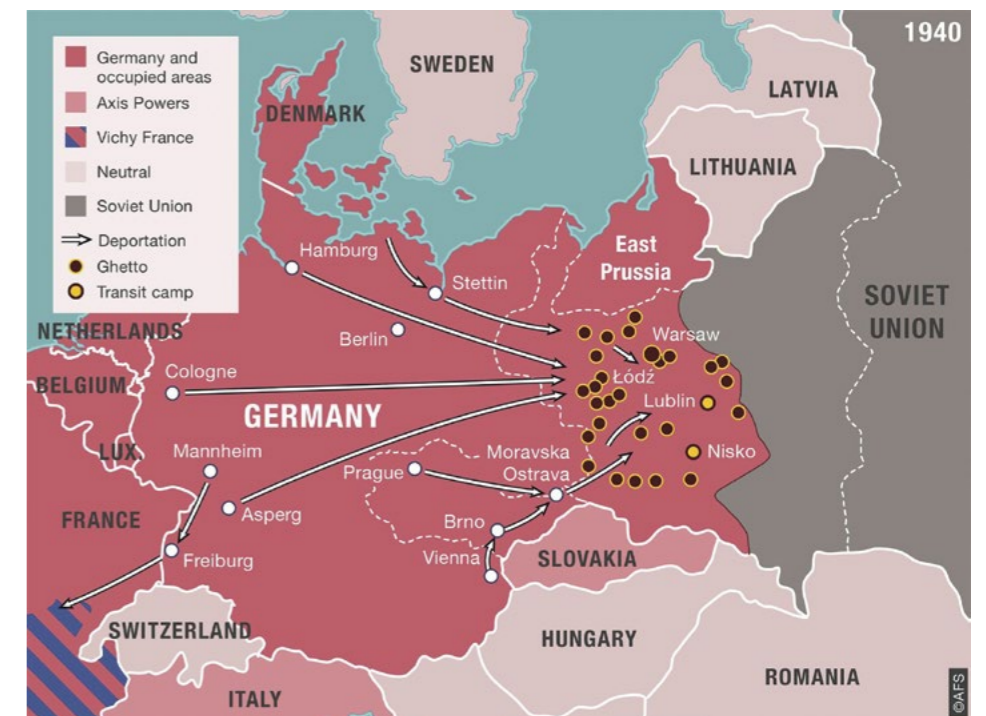 1940
Germany and
occupied areas
Axis Powers
Vichy France
Neutral
Soviet Union
Deportation
Ghetto
Transit camp
SWEDEN
LATVIA
DENMARK
LITHUANIA
Hamburg
East
Prussia
Stettin
SOVIET
UNION
NETHERLANDS
Berlin
Warsaw
BELGIUM
Cologne
Łódź
GERMANY
Lublin
LUX.
Mannheim
Moravska
Ostrava
Nisko
Prague
FRANCE
Asperg
Brno
Freiburg
Vienna
SLOVAKIA
SWITZERLAND
HUNGARY
ROMANIA
ITALY
©AFS